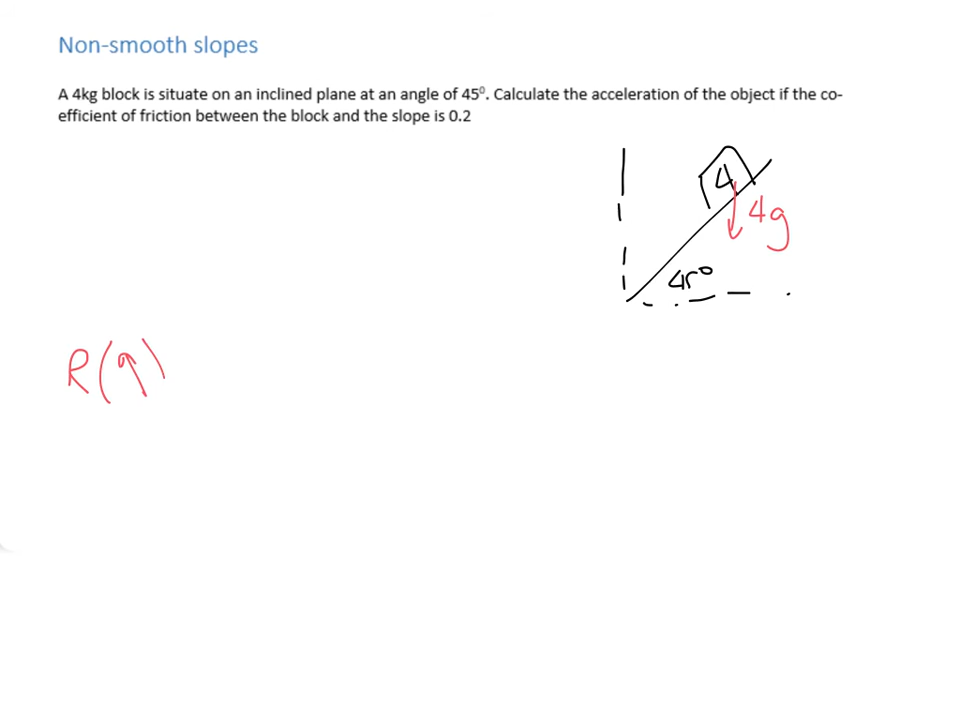 Non-smooth slopes
A 4kg block is situate on an inclined plane at an angle of 45⁰. Calculate the acceleration of the object if the co-
efficient of friction between the block and the slope is 0.2
4
4g
45°
R(↑)